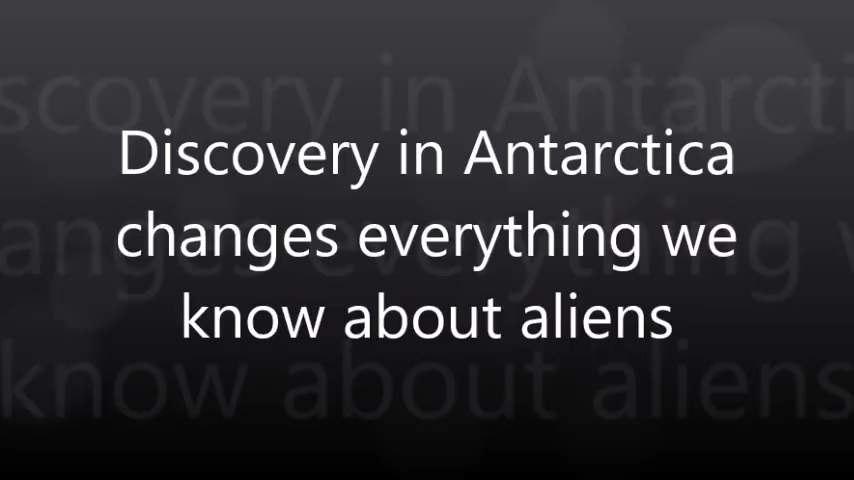 Discovery in Antarctica
changes everything we
know about aliens